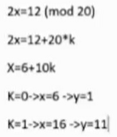 2x=12 (mod 20)
2x=12+20*k
X=6+10k
K=0->x=6 ->y=1
K=1->x=16 ->y=11